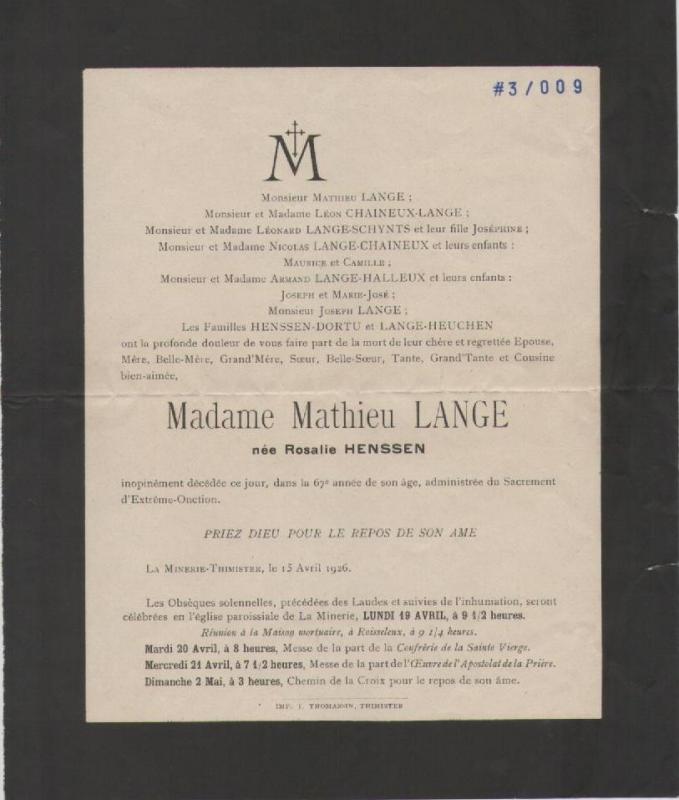 #3/009
M
Monsieur Mathieu LANGE ;
Monsieur et Madame Léon CHAINEUX-LANGE ;
Monsieur et Madame Léonard LANGE-SCHYNTS et leur fille Joséphine ;
Monsieur et Madame Nicolas LANGE-CHAINEUX et leurs enfants :
Maurice et Camille ;
Monsieur et Madame Armand LANGE-HALLEUX et leurs enfants :
Joseph et Marie-José ;
Monsieur Joseph LANGE ;
Les Familles HENSSEN-DORTU et LANGE-HEUCHEN
ont la profonde douleur de vous faire part de la mort de leur chère et regrettée Epouse,
Mère, Belle-Mère, Grand'Mère, Sœur, Belle-Sœur, Tante, Grand'Tante et Cousine
bien-aimée,
Madame Mathieu LANGE
née Rosalie HENSSEN
inopinément décédée ce jour, dans la 67e année de son âge, administrée du Sacrement
d'Extrême-Onction.
PRIEZ DIEU POUR LE REPOS DE SON AME
La Minerie-Thimister, le 15 Avril 1926.
Les Obsèques solennelles, précédées des Laudes et suivies de l'inhumation, seront
célébrées en l'église paroissiale de La Minerie, LUNDI 19 AVRIL, à 9 1/2 heures.
Réunion à la Maison mortuaire, à Roisseleux, à 9 1/4 heures.
Mardi 20 Avril, à 8 heures, Messe de la part de la Confrérie de la Sainte Vierge.
Mercredi 21 Avril, à 7 1/2 heures, Messe de la part de l'Œuvre de l'Apostolat de la Prière.
Dimanche 2 Mai, à 3 heures, Chemin de la Croix pour le repos de son âme.
IMP. J. THOMASSIN, THIMISTER